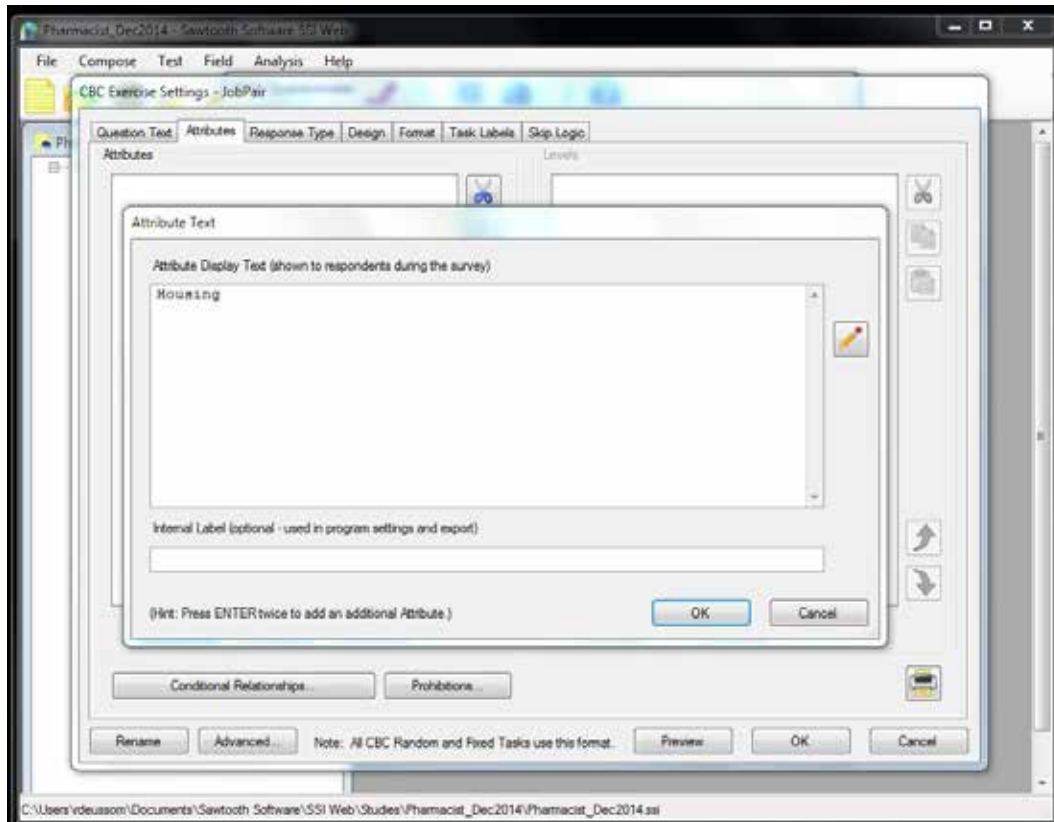 Pharmacist_Dec2014 - Sawtooth Software SSI Web
File Compose Test Field Analysis Help
CBC Exercise Settings - JobPair
Question Text Attributes Response Type Design Format Task Labels Skip Logic
Attributes Levels
Attribute Text
Attribute Display Text (shown to respondents during the survey)
Housing
Internal Label (optional - used in program settings and export)
(Hint: Press ENTER twice to add an additional Attribute.) OK Cancel
Conditional Relationships... Prohibitions...
Rename Advanced... Note: All CBC Random and Fixed Tasks use this format. Preview OK Cancel
C:\Users\rdeussom\Documents\Sawtooth Software\SSI Web\Studies\Pharmacist_Dec2014\Pharmacist_Dec2014.ssi